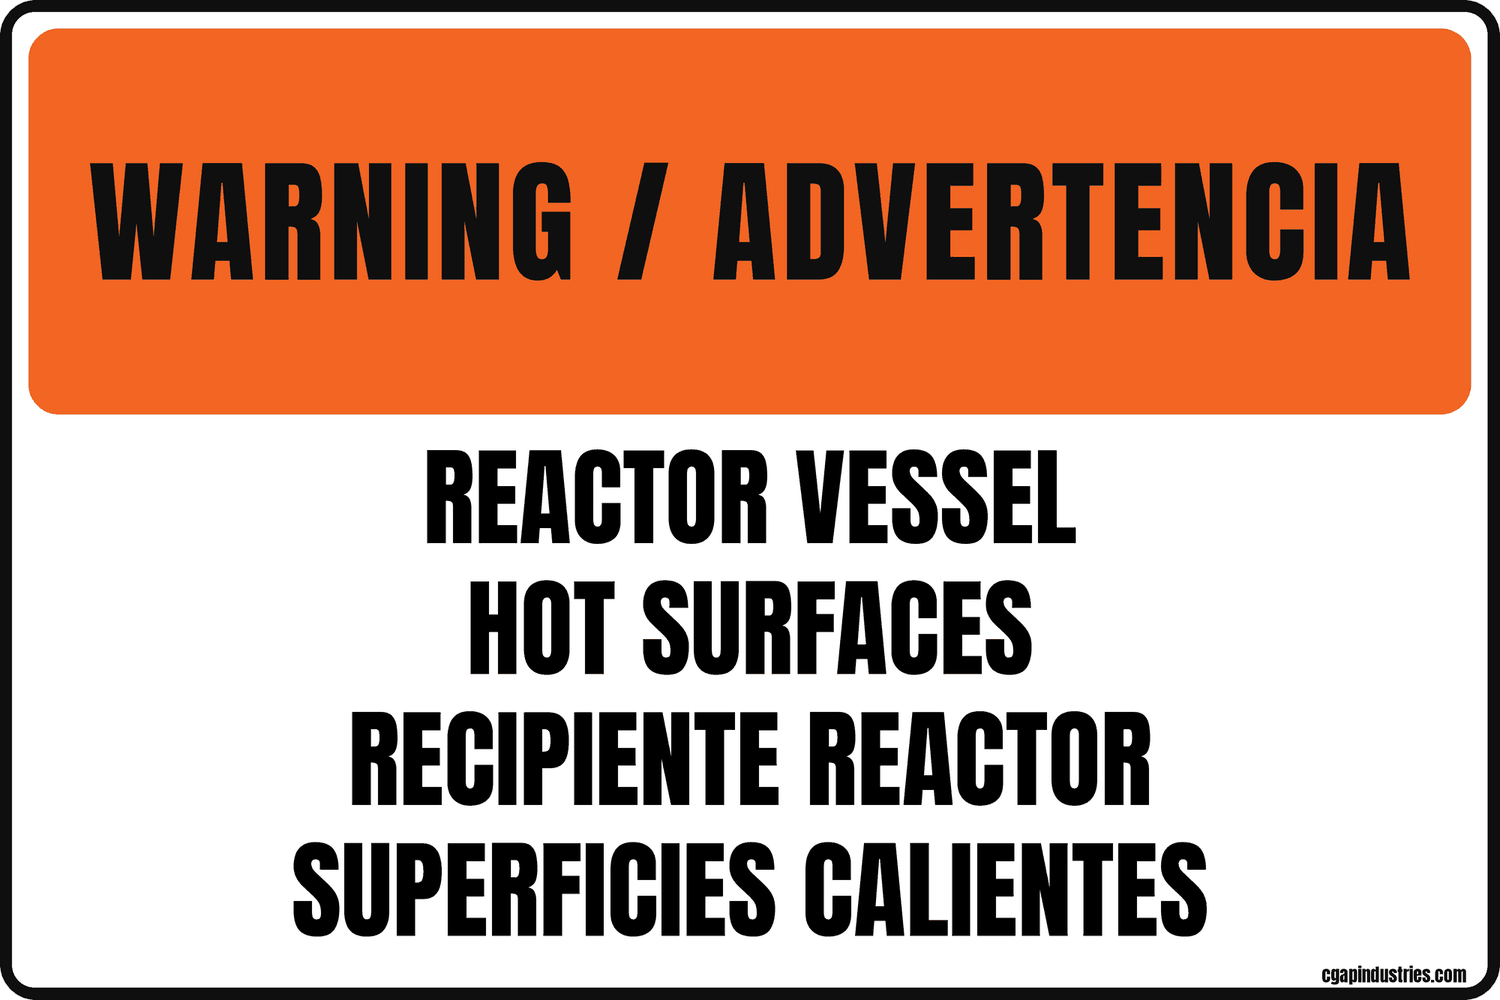 WARNING / ADVERTENCIA
REACTOR VESSEL
HOT SURFACES
RECIPIENTE REACTOR
SUPERFICIES CALIENTES
cgapindustries.com